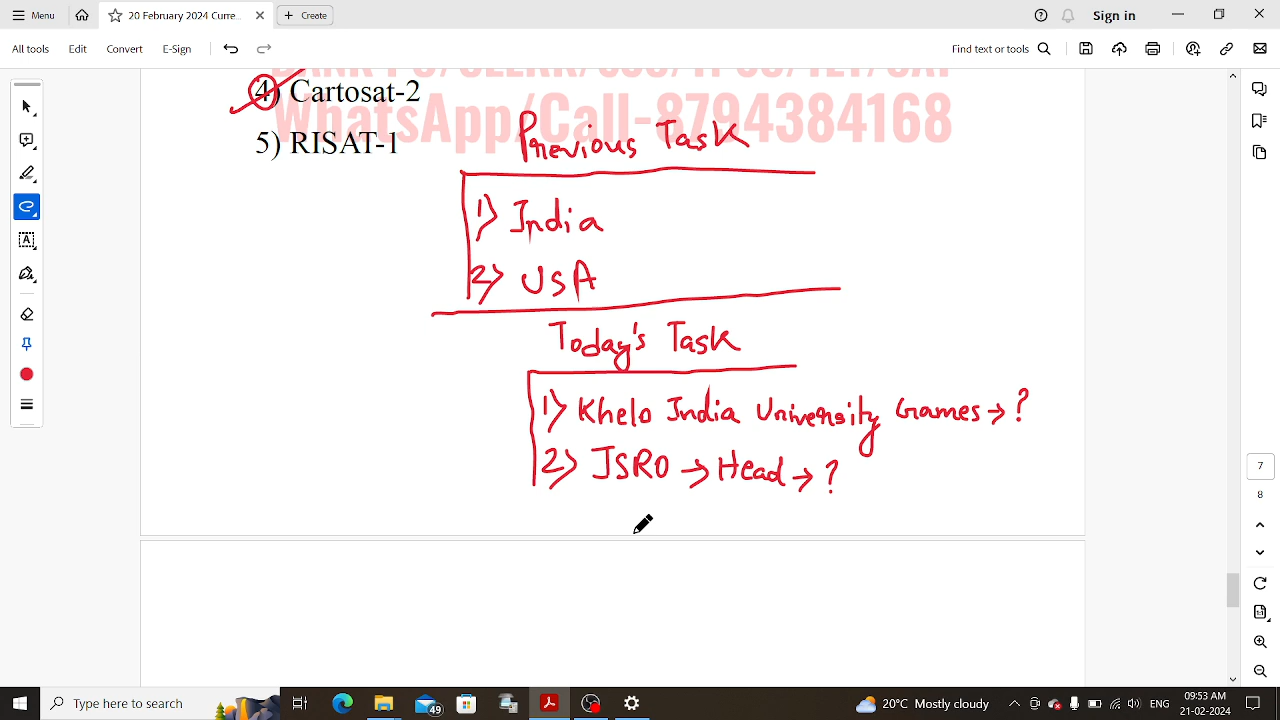 Menu
20 February 2024 Curre...
Create
Sign in
All tools
Edit
Convert
E-Sign
Find text or tools
4) Cartosat-2
WhatsApp/Call-8794384168
5) RISAT-1
Previous Task
1) India
2) USA
Today's Task
1) Khelo India University Games → ?
2) ISRO → Head → ?
7
8
Type here to search
49
20°C Mostly cloudy
ENG
09:53 AM
21-02-2024